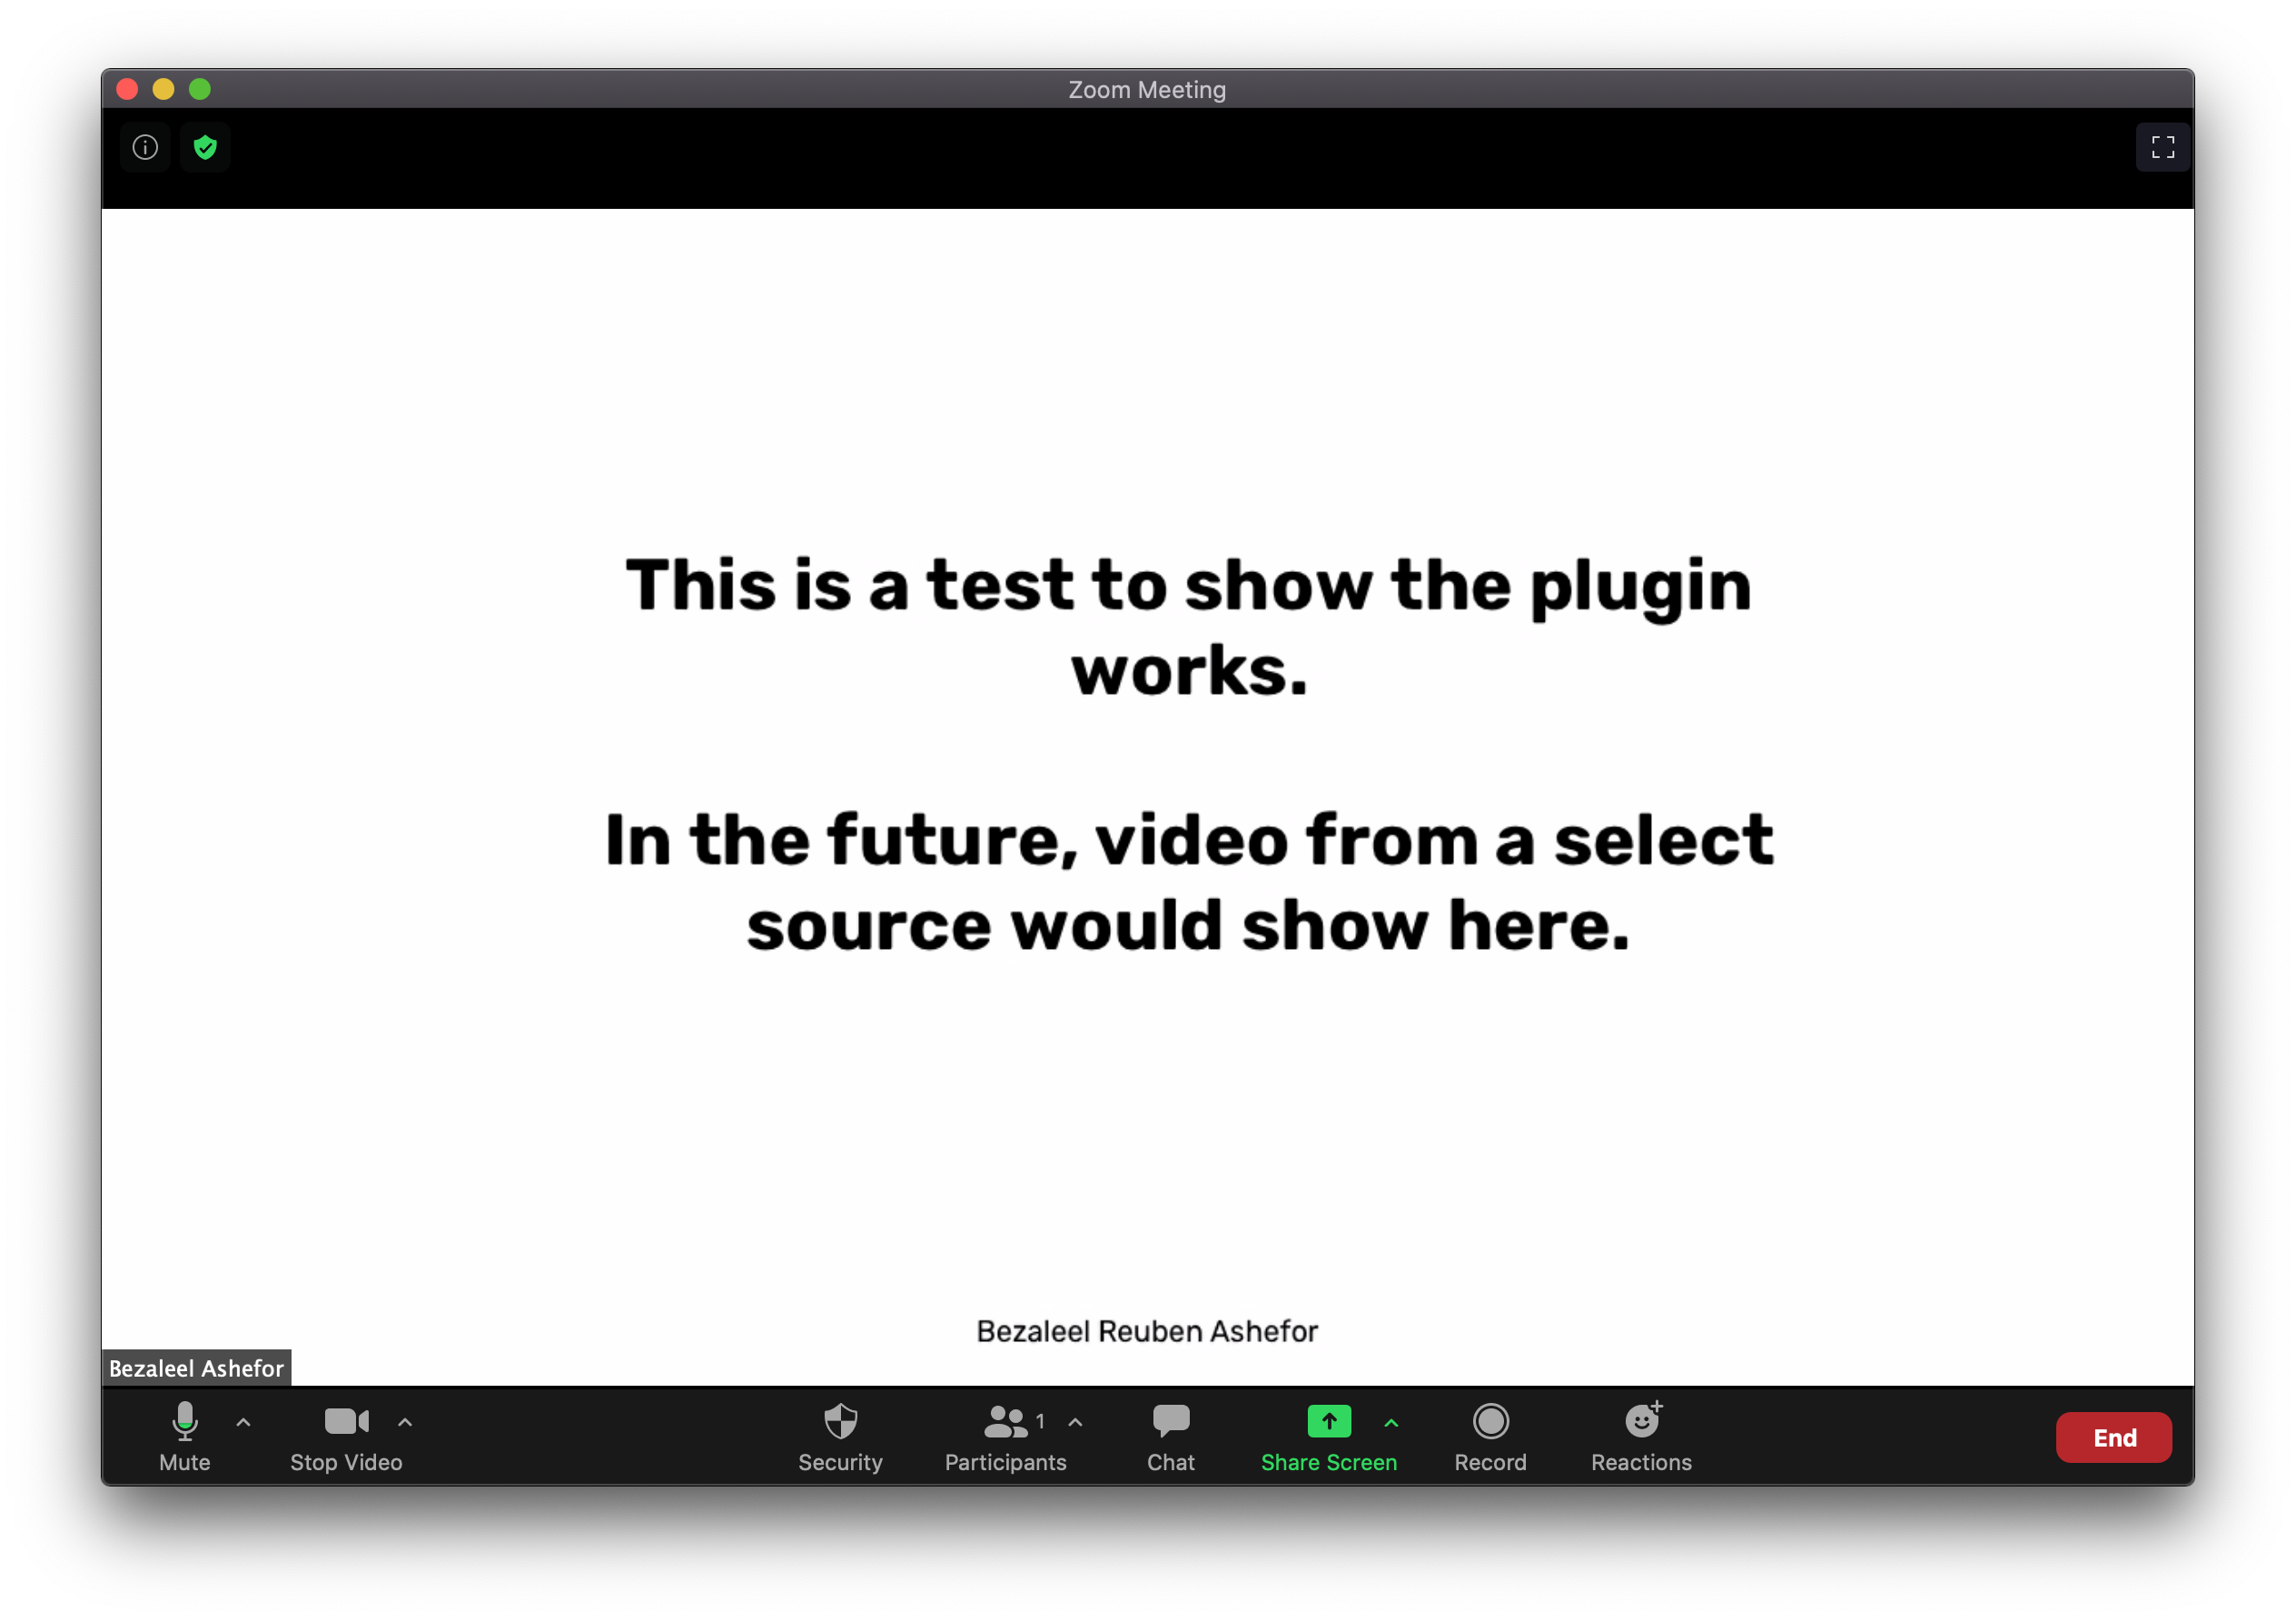 Zoom Meeting
This is a test to show the plugin
works.
In the future, video from a select
source would show here.
Bezaleel Reuben Ashefor
Bezaleel Ashefor
1
Mute Stop Video Security Participants Chat Share Screen Record Reactions End